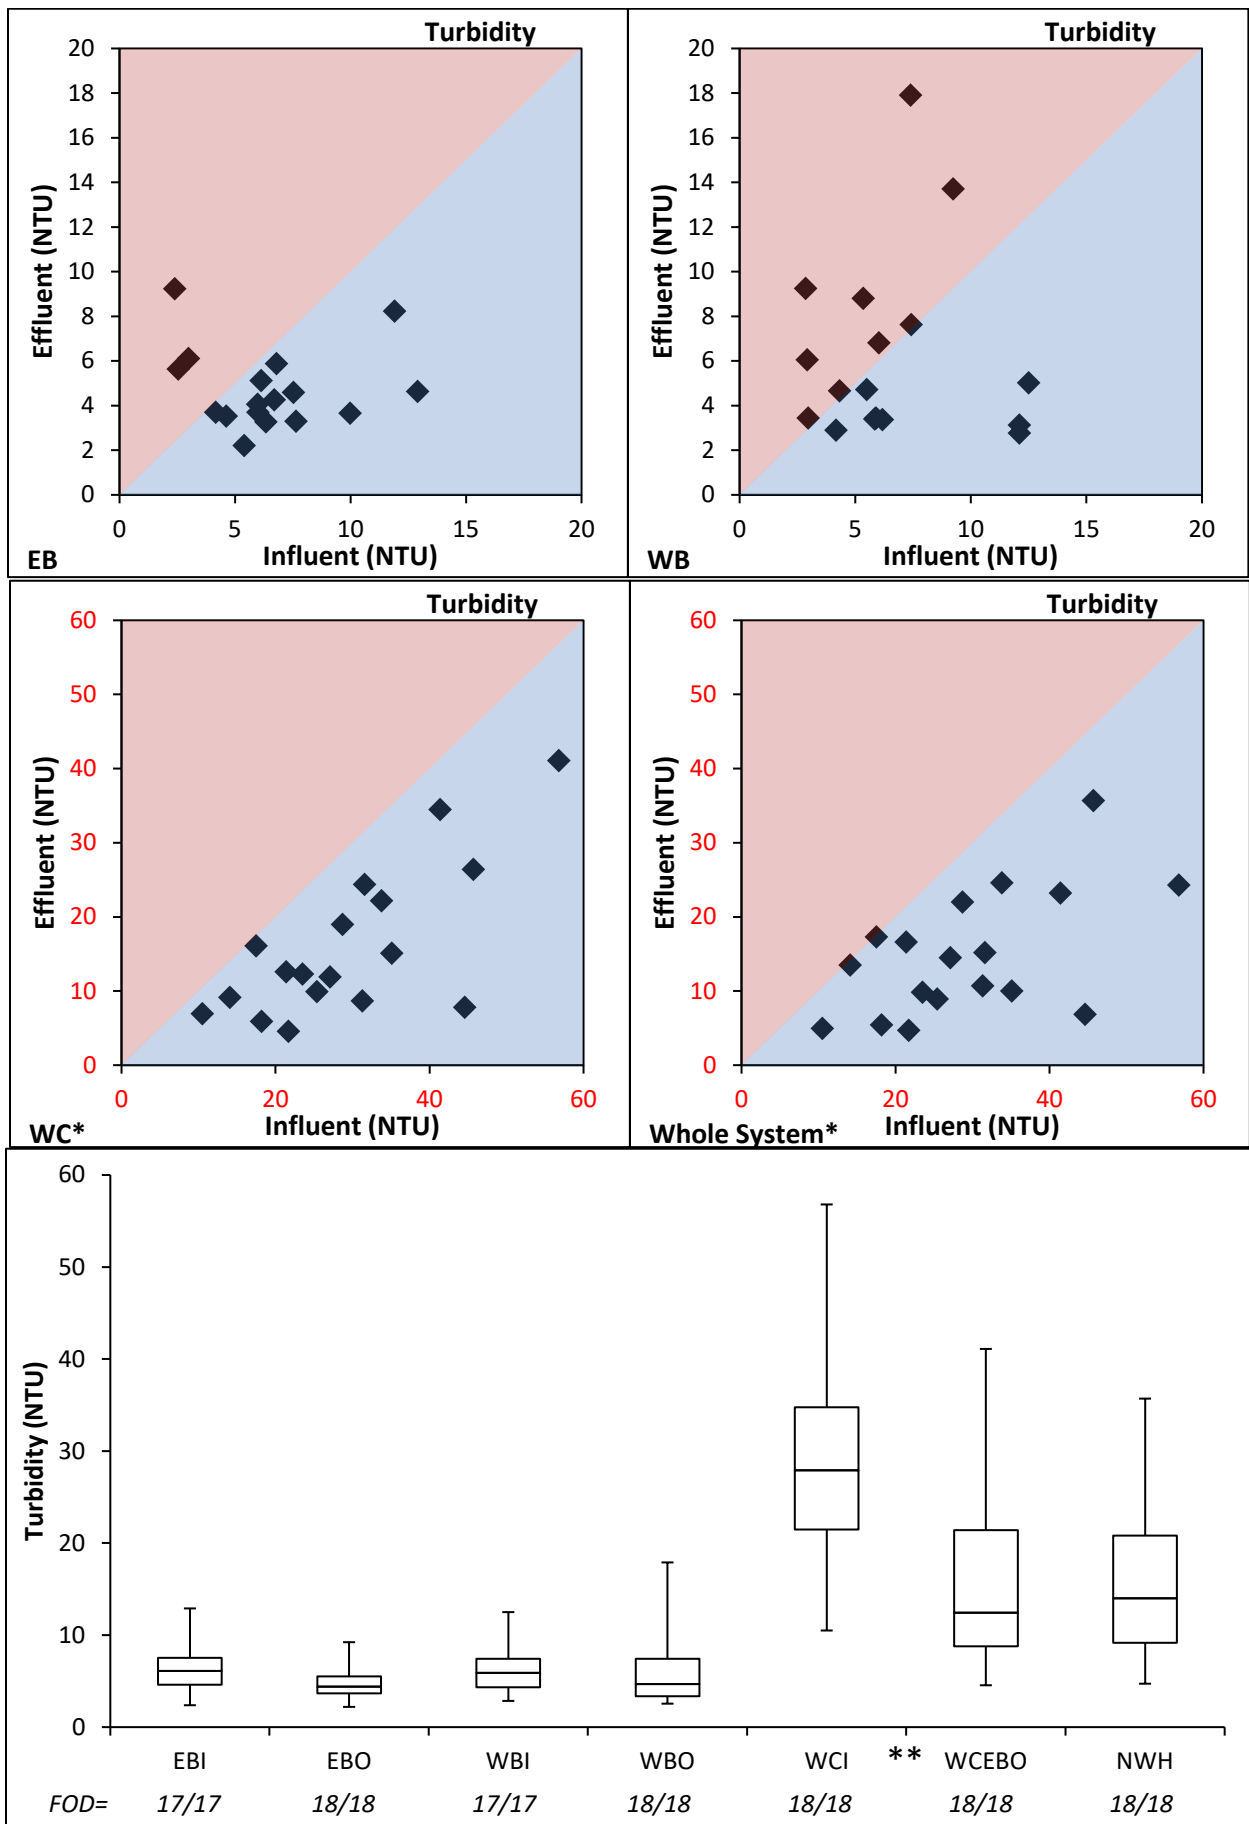 Turbidity
20
18
16
14
12
10
8
6
4
2
0
Effluent (NTU)
0 5 10 15 20
Influent (NTU)
EB
Turbidity
20
18
16
14
12
10
8
6
4
2
0
Effluent (NTU)
0 5 10 15 20
Influent (NTU)
WB
Turbidity
60
50
40
30
20
10
0
Effluent (NTU)
0 20 40 60
Influent (NTU)
WC*
Turbidity
60
50
40
30
20
10
0
Effluent (NTU)
0 20 40 60
Influent (NTU)
Whole System*
60
50
40
30
20
10
0
Turbidity (NTU)
EBI EBO WBI WBO WCI ** WCEBO NWH
FOD= 17/17 18/18 17/17 18/18 18/18 18/18 18/18